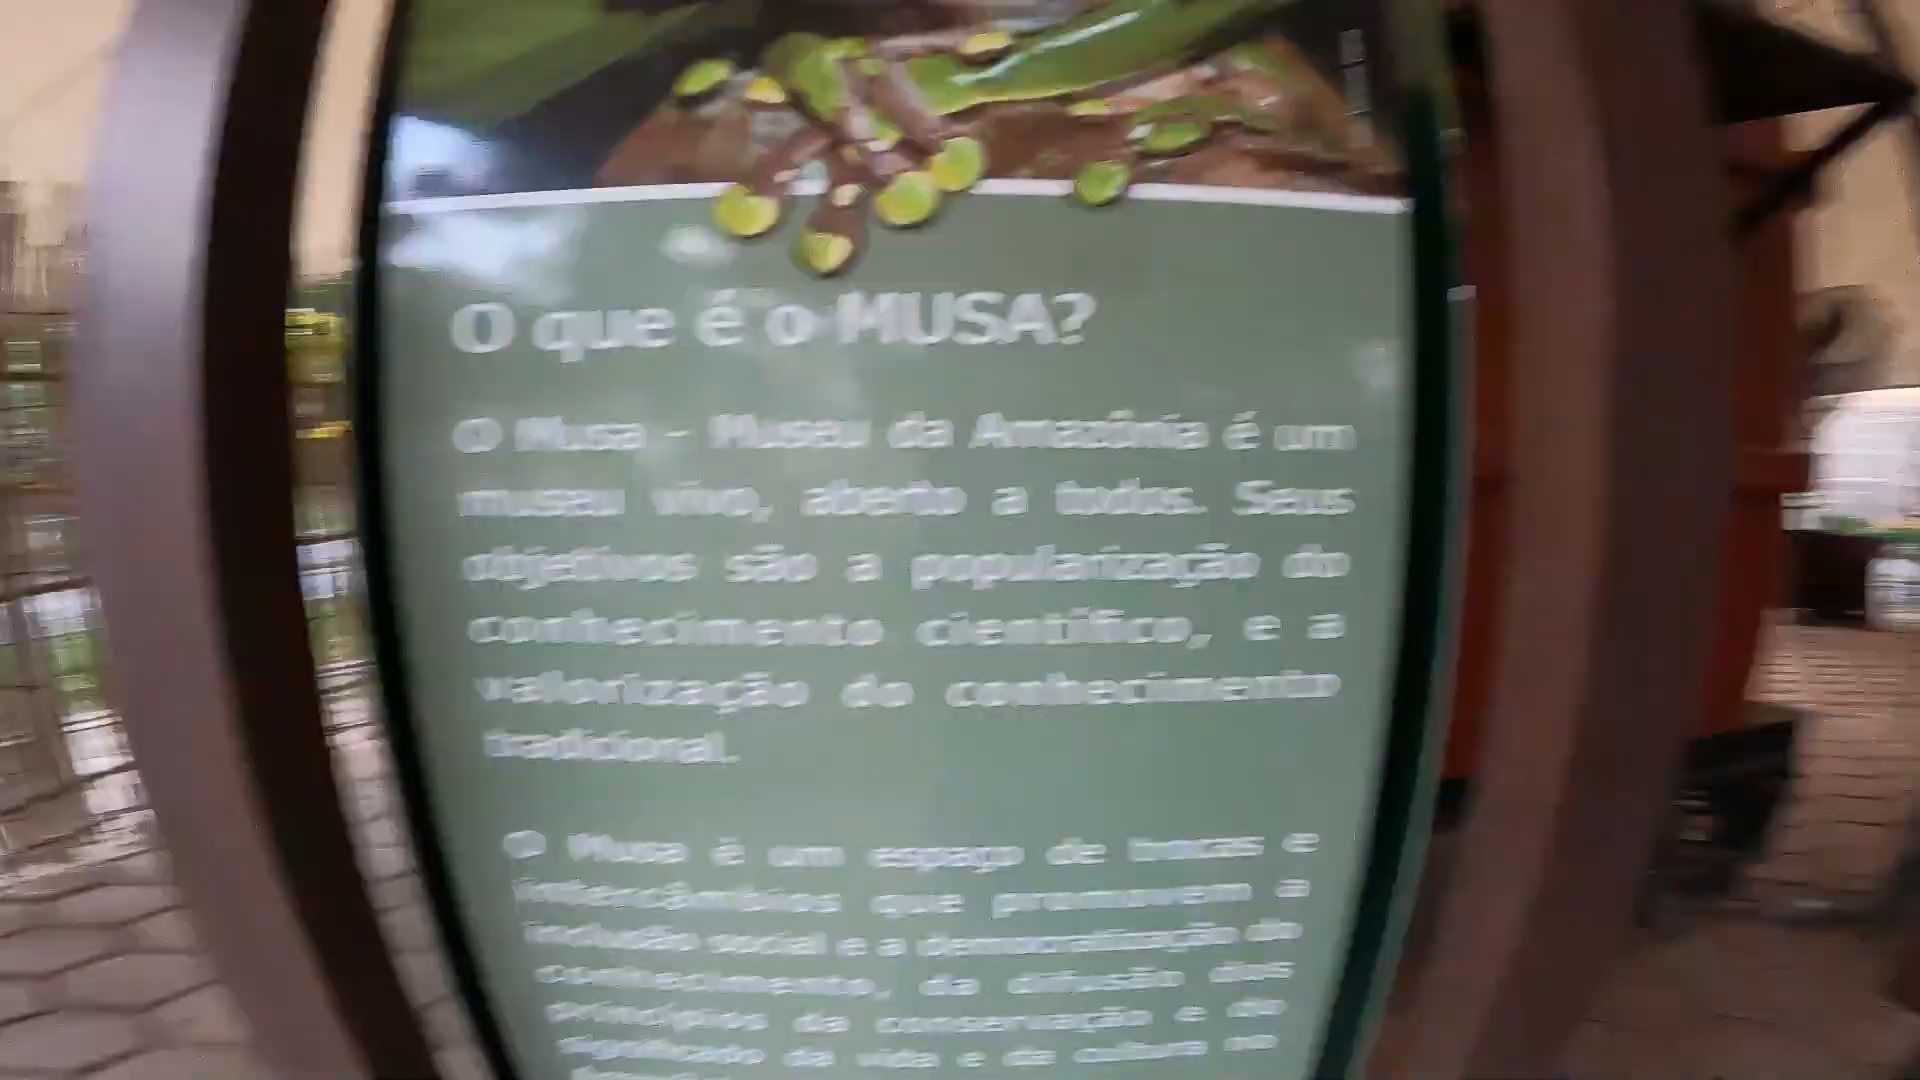 O que é o MUSA?
O Musa - Museu da Amazônia é um
museu vivo, aberto a todos. Seus
objetivos são a popularização do
conhecimento científico, e a
valorização do conhecimento
tradicional.
O Musa é um espaço de trocas e
intercâmbios que promovem a
inclusão social e a democratização do
conhecimento, da difusão dos
princípios da conservação e do
significado da vida e da cultura no